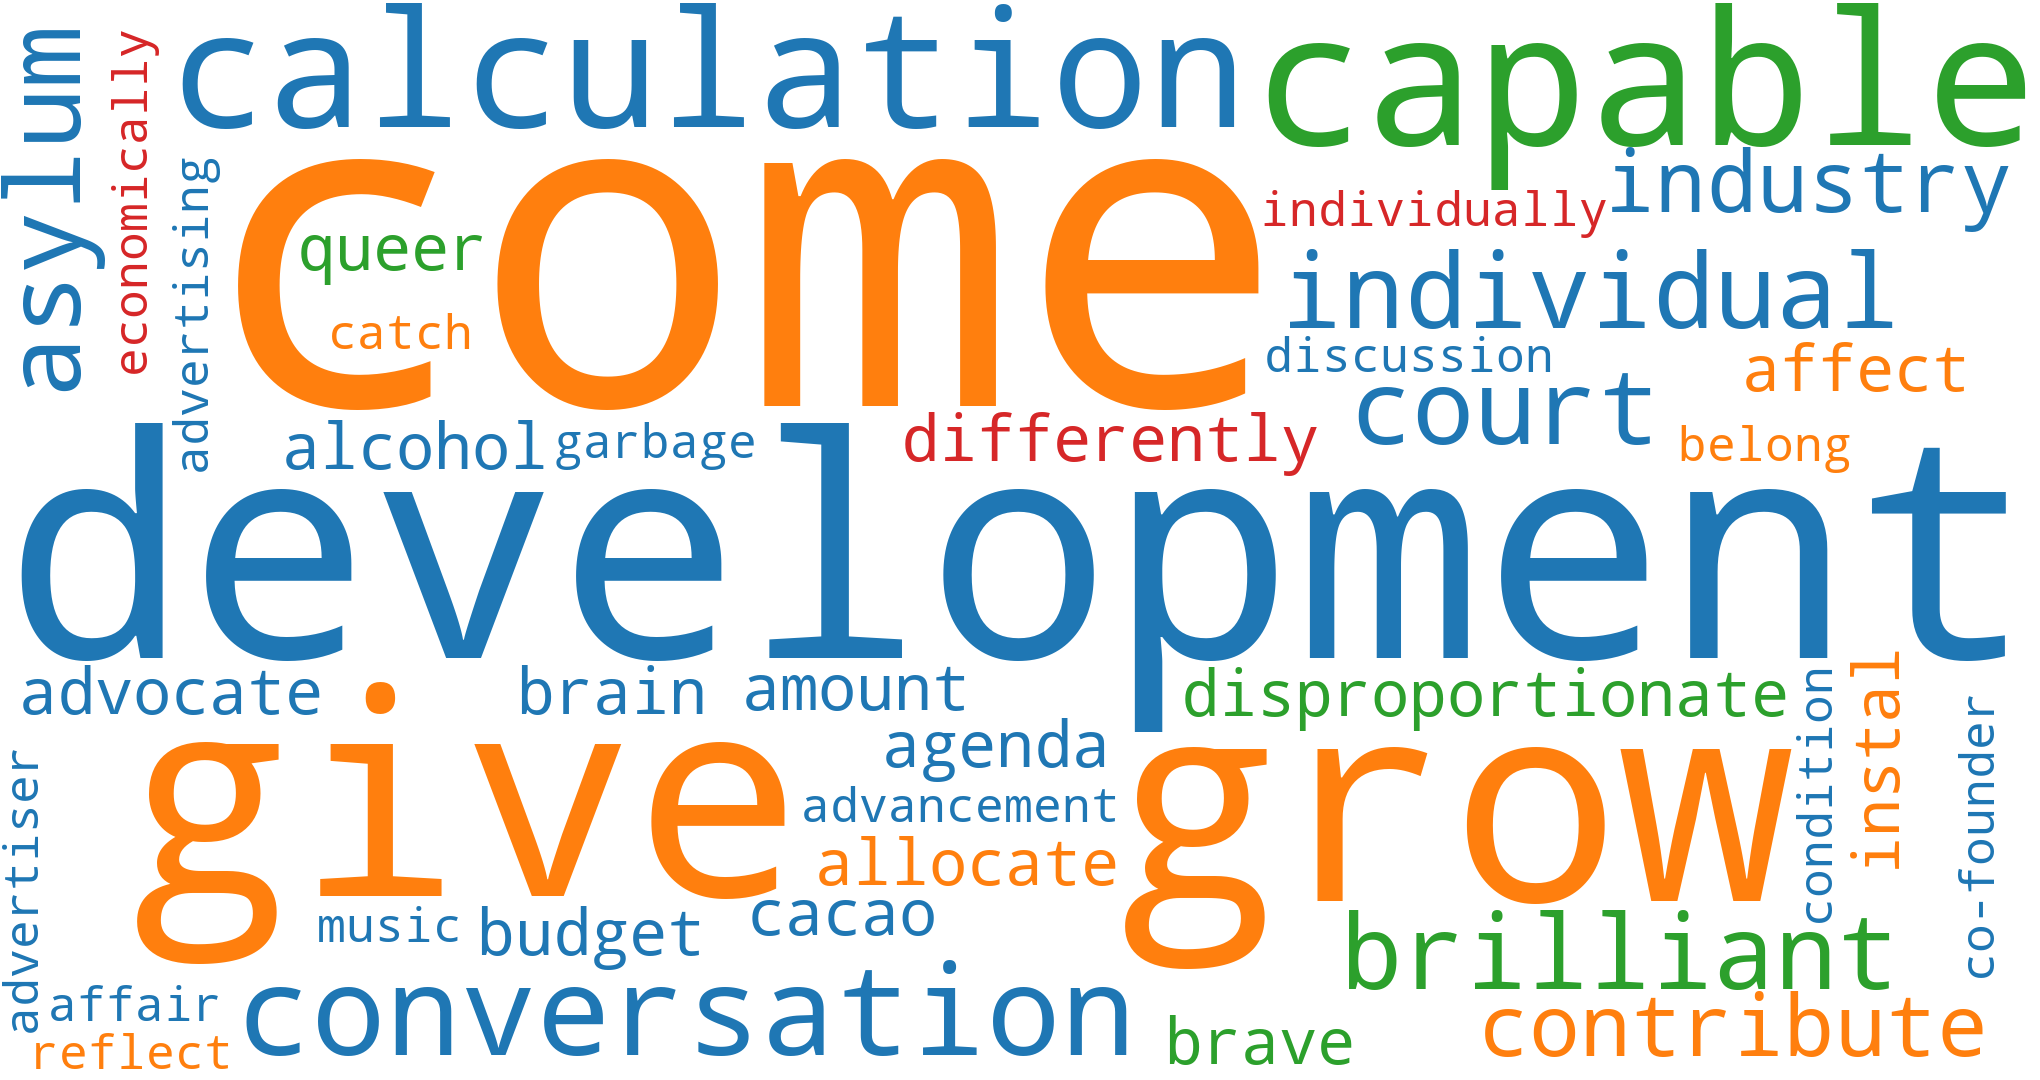 calculation
capable
asylum
economically
advertising
come
industry
individually
queer
individual
catch
discussion
affect
court
differently
alcohol
garbage
belong
development
advocate
brain
amount
disproportionate
condition
instal
co-founder
give
grow
agenda
advertiser
advancement
allocate
cacao
music
budget
brilliant
affair
conversation
contribute
reflect
brave